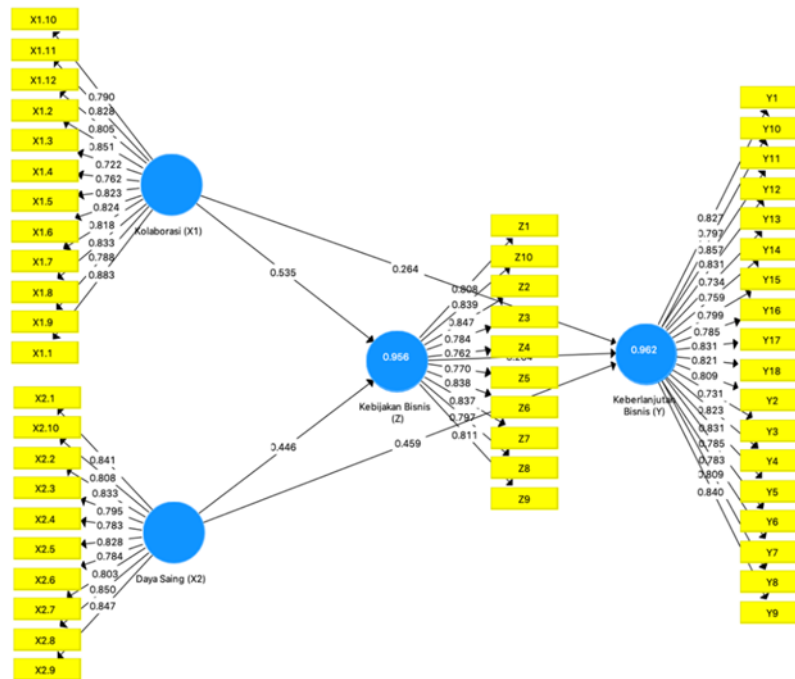 X1.10
X1.11
X1.12
X1.2
X1.3
X1.4
X1.5
X1.6
X1.7
X1.8
X1.9
X1.1
0.790
0.828
0.805
0.851
0.722
0.762
0.823
0.824
0.818
0.833
0.788
0.883
Kolaborasi (X1)
X2.1
X2.10
X2.2
X2.3
X2.4
X2.5
X2.6
X2.7
X2.8
X2.9
0.841
0.808
0.833
0.795
0.783
0.828
0.784
0.803
0.850
0.847
Daya Saing (X2)
0.535
0.264
0.446
0.459
0.956
Kebijakan Bisnis
(Z)
0.808
0.839
0.847
0.784
0.762
0.770
0.838
0.837
0.797
0.811
Z1
Z10
Z2
Z3
Z4
Z5
Z6
Z7
Z8
Z9
0.962
Keberlanjutan
Bisnis (Y)
0.827
0.797
0.857
0.831
0.734
0.759
0.799
0.785
0.831
0.821
0.809
0.731
0.823
0.831
0.785
0.783
0.809
0.840
Y1
Y10
Y11
Y12
Y13
Y14
Y15
Y16
Y17
Y18
Y2
Y3
Y4
Y5
Y6
Y7
Y8
Y9